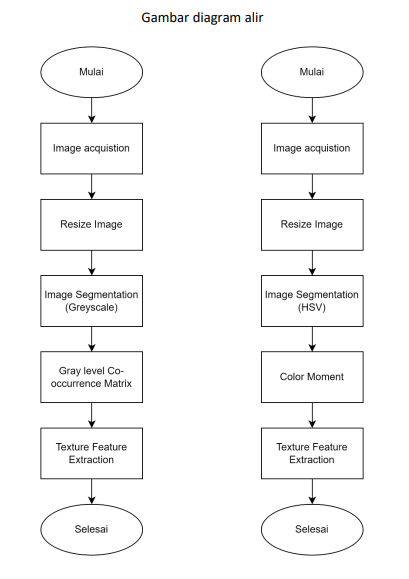 Gambar diagram alir
Mulai
Image acquistion
Resize Image
Image Segmentation
(Greyscale)
Gray level Co-
occurrence Matrix
Texture Feature
Extraction
Selesai
Mulai
Image acquistion
Resize Image
Image Segmentation
(HSV)
Color Moment
Texture Feature
Extraction
Selesai